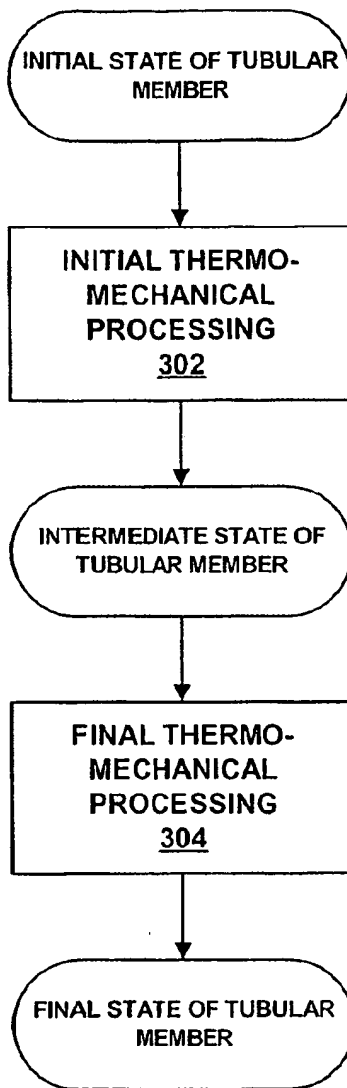 INITIAL STATE OF TUBULAR
MEMBER
INITIAL THERMO-
MECHANICAL
PROCESSING
302
INTERMEDIATE STATE OF
TUBULAR MEMBER
FINAL THERMO-
MECHANICAL
PROCESSING
304
FINAL STATE OF TUBULAR
MEMBER